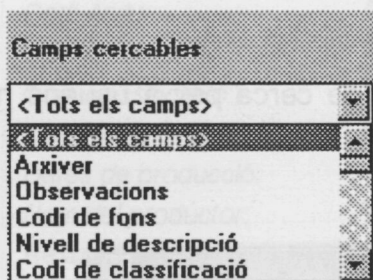 Camps cercables
<Tots els camps>
<Tots els camps>
Arxiver
Observacions
Codi de fons
Nivell de descripció
Codi de classificació